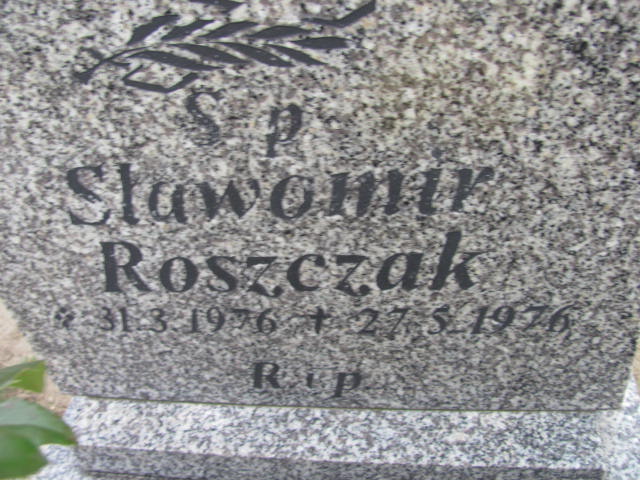 Ś p
Sławomir
Roszczak
* 31.3.1976 + 27.5.1976
R i p